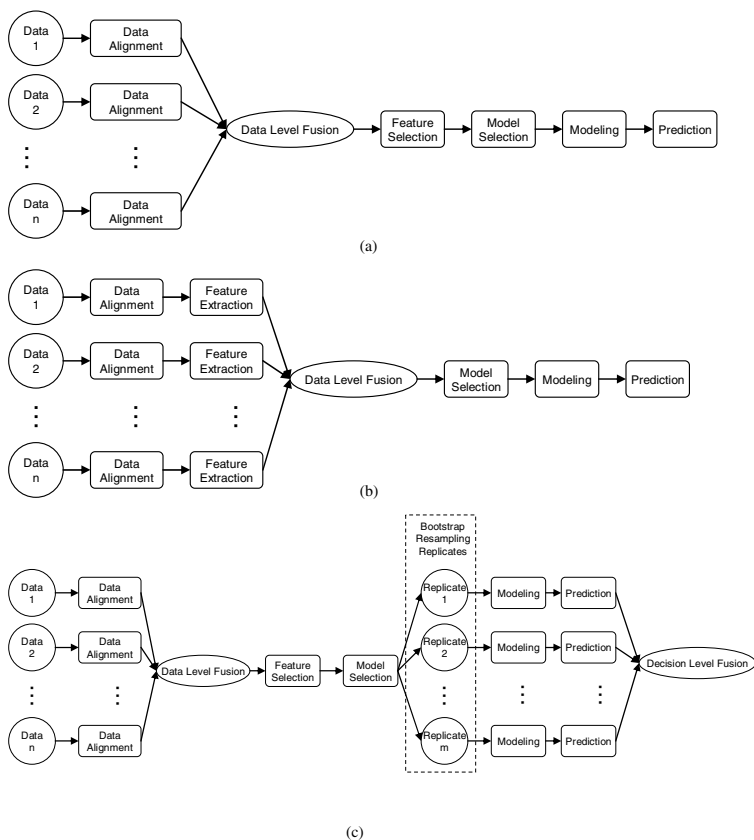 Data
1
Data
Alignment
Data
2
Data
Alignment
Data Level Fusion
Feature
Selection
Model
Selection
Modeling
Prediction
Data
n
Data
Alignment
(a)
Data
1
Data
Alignment
Feature
Extraction
Data
2
Data
Alignment
Feature
Extraction
Data Level Fusion
Model
Selection
Modeling
Prediction
Data
n
Data
Alignment
Feature
Extraction
(b)
Bootstrap
Resampling
Replicates
Data
1
Data
Alignment
Replicate
1
Modeling
Prediction
Data
2
Data
Alignment
Replicate
2
Modeling
Prediction
Data Level Fusion
Feature
Selection
Model
Selection
Decision Level Fusion
Data
n
Data
Alignment
Replicate
m
Modeling
Prediction
(c)